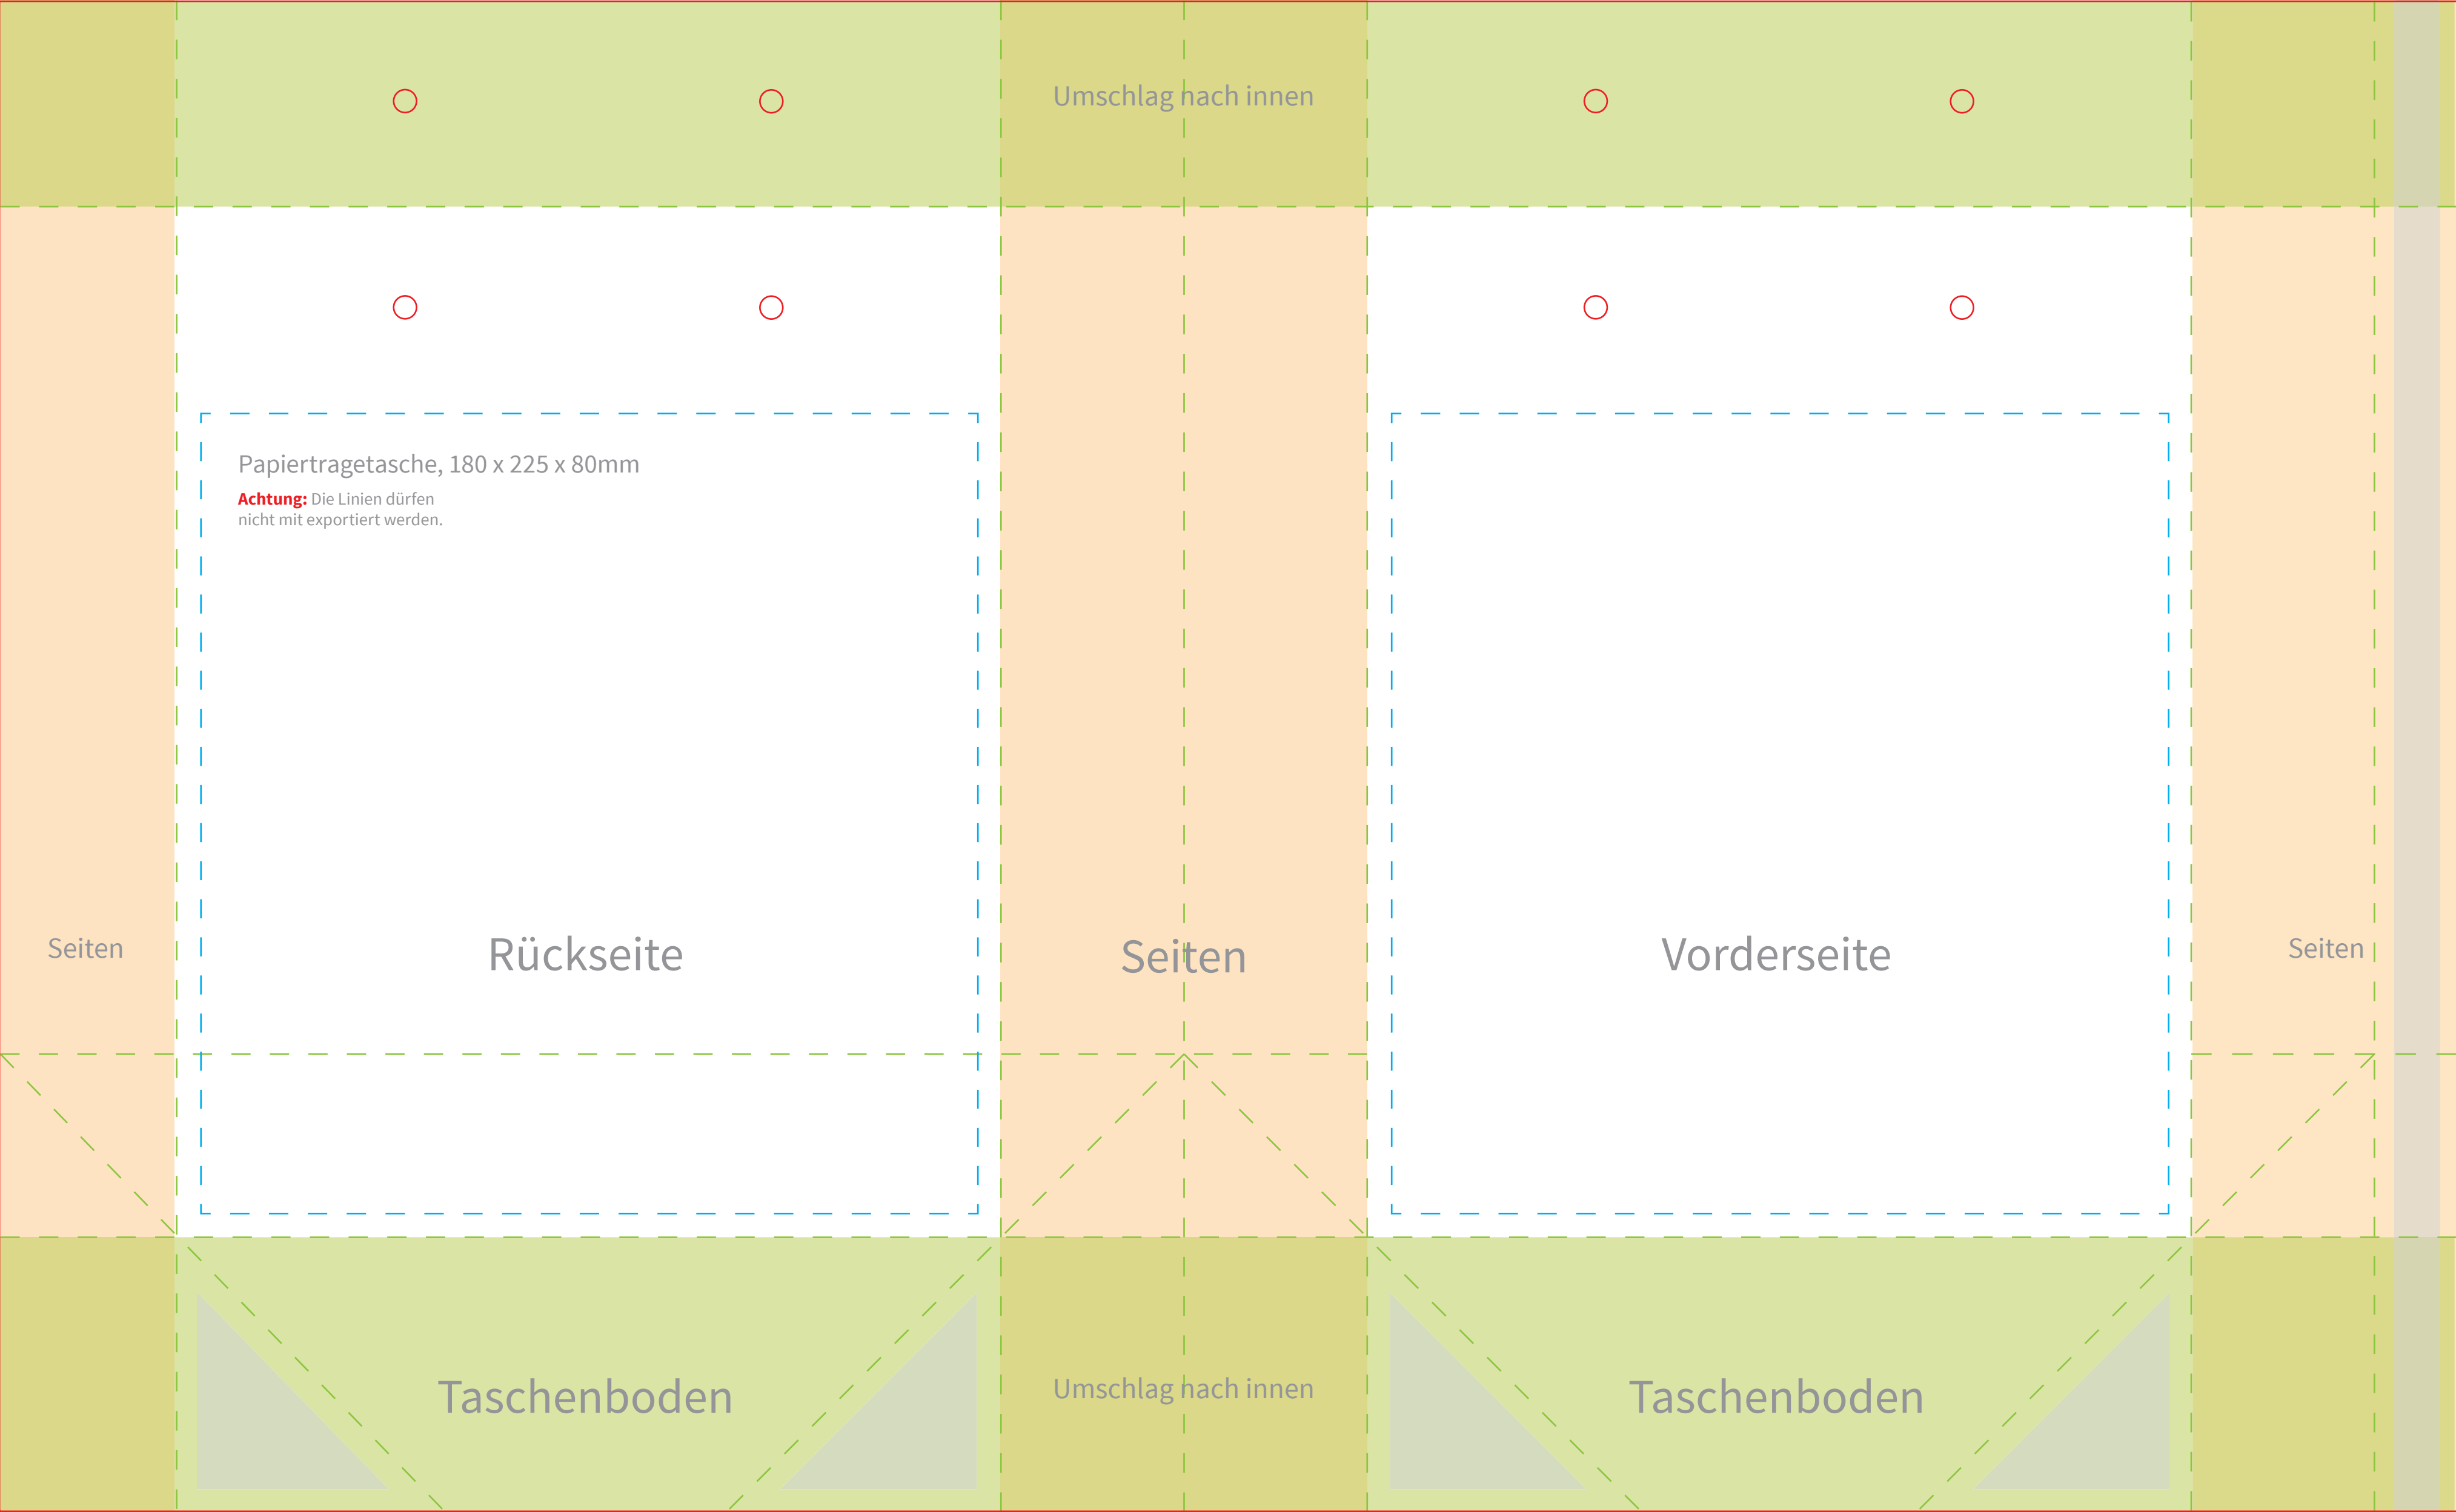 Umschlag nach innen
Papiertragetasche, 180 x 225 x 80mm
Achtung: Die Linien dürfen
nicht mit exportiert werden.
Seiten
Rückseite
Seiten
Vorderseite
Seiten
Taschenboden
Umschlag nach innen
Taschenboden